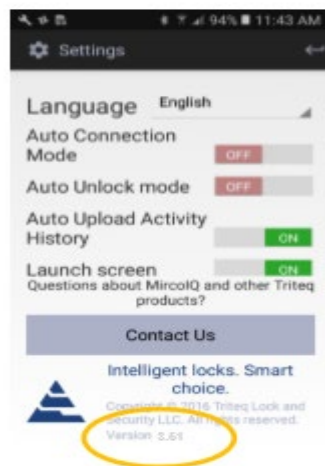 94% 11:43 AM
Settings
Language English
Auto Connection
Mode OFF
Auto Unlock mode OFF
Auto Upload Activity
History ON
Launch screen ON
Questions about MircoIQ and other Triteq
products?
Contact Us
Intelligent locks. Smart
choice.
Copyright © 2016 Triteq Lock and
Security LLC. All rights reserved.
Version